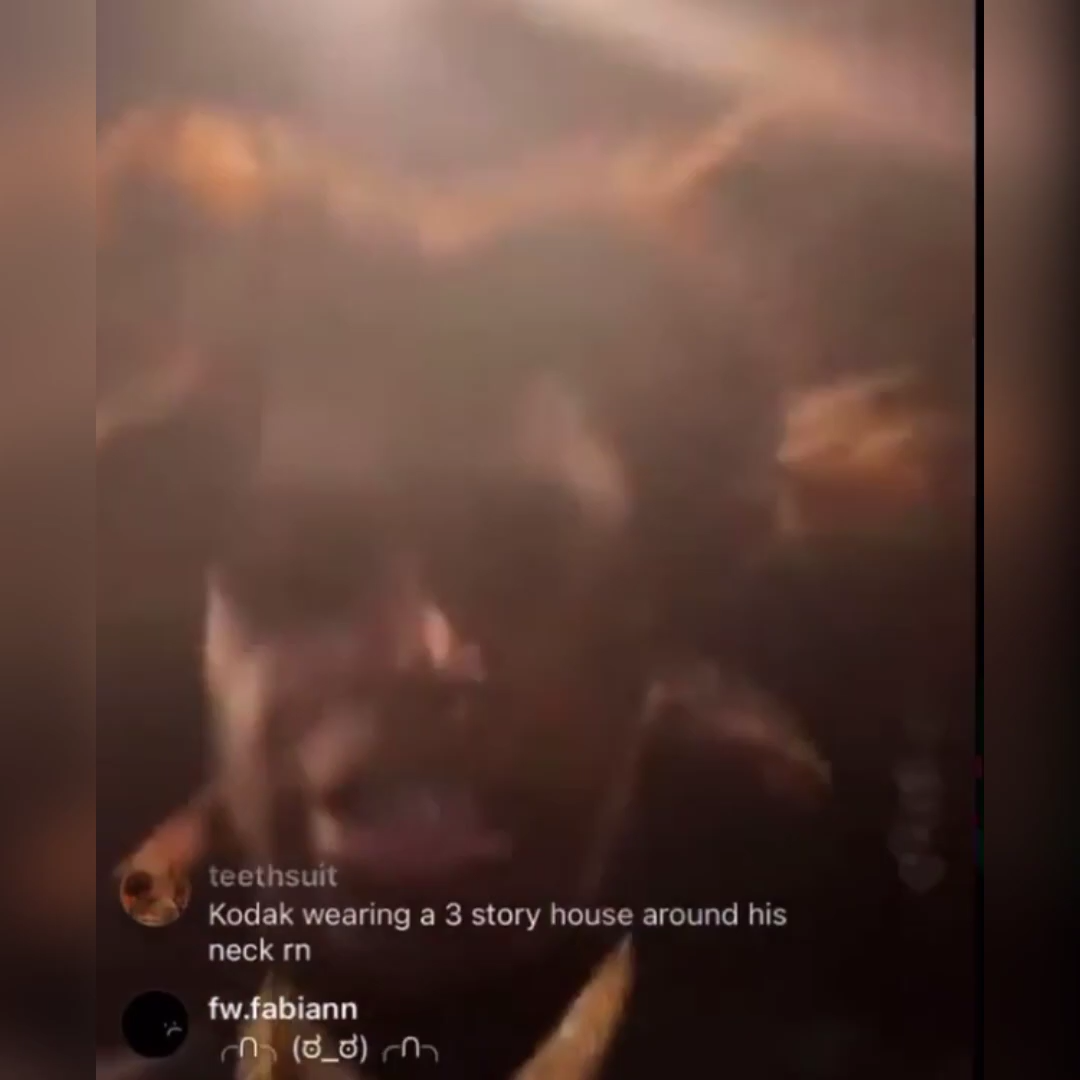 teethsuit
Kodak wearing a 3 story house around his
neck rn
fw.fabiann
╭∩╮ (ಠ_ಠ) ╭∩╮